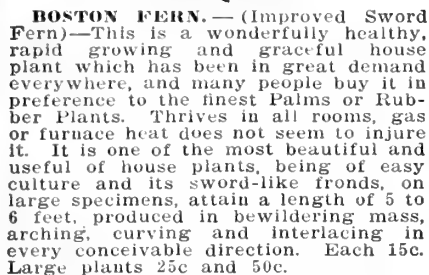 BOSTON FERN.—(Improved Sword
Fern)—This is a wonderfully healthy,
rapid growing and graceful house
plant which has been in great demand
everywhere, and many people buy it in
preference to the finest Palms or Rub-
ber Plants. Thrives in all rooms, gas
or furnace heat does not seem to injure
it. It is one of the most beautiful and
useful of house plants, being of easy
culture and its sword-like fronds, on
large specimens, attain a length of 5 to
6 feet, produced in bewildering mass,
arching, curving and interlacing in
every conceivable direction. Each 15c.
Large plants 25c and 50c.